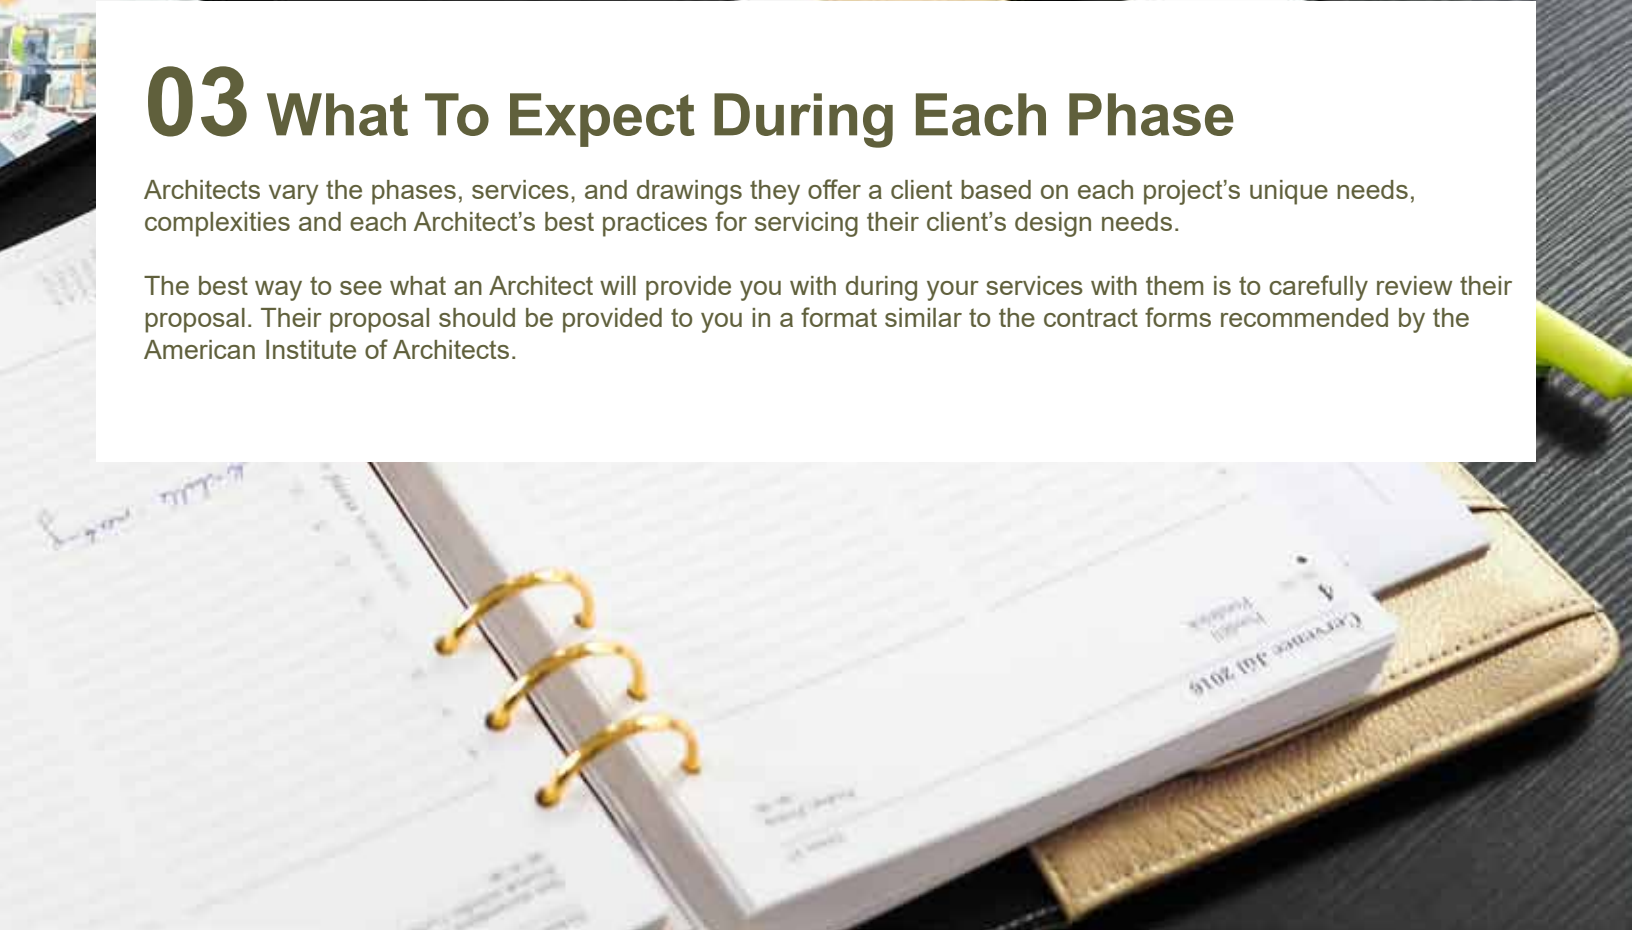 03 What To Expect During Each Phase
Architects vary the phases, services, and drawings they offer a client based on each project’s unique needs,
complexities and each Architect’s best practices for servicing their client’s design needs.
The best way to see what an Architect will provide you with during your services with them is to carefully review their
proposal. Their proposal should be provided to you in a format similar to the contract forms recommended by the
American Institute of Architects.
4
Červenec Júl 2016